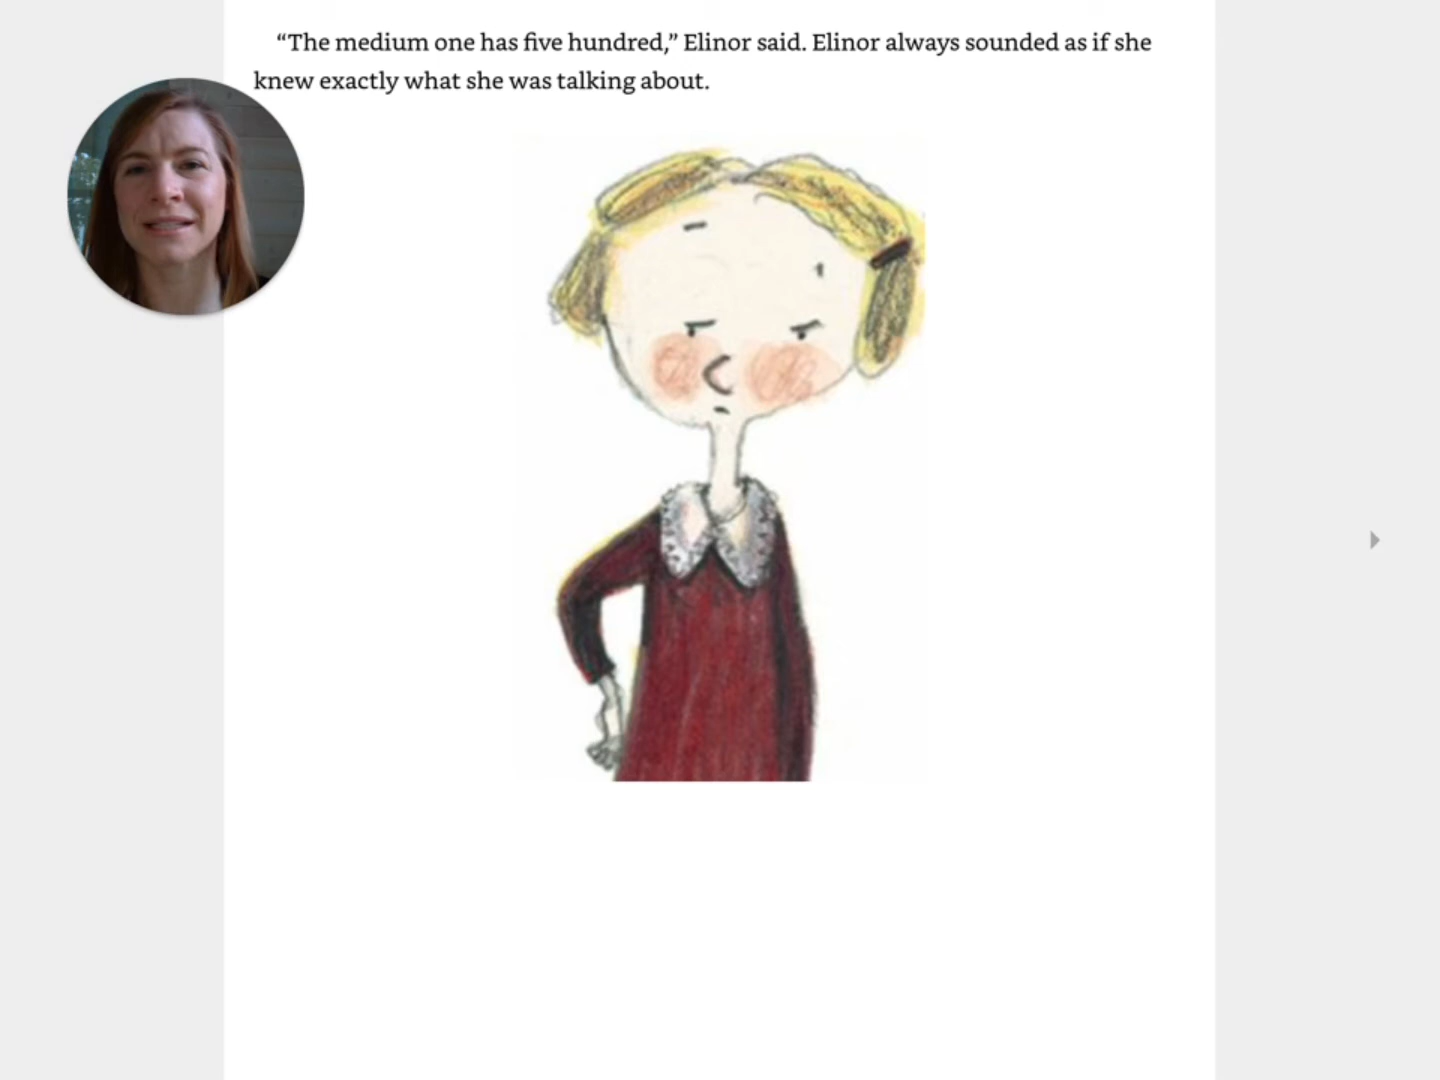 “The medium one has five hundred,” Elinor said. Elinor always sounded as if she
knew exactly what she was talking about.